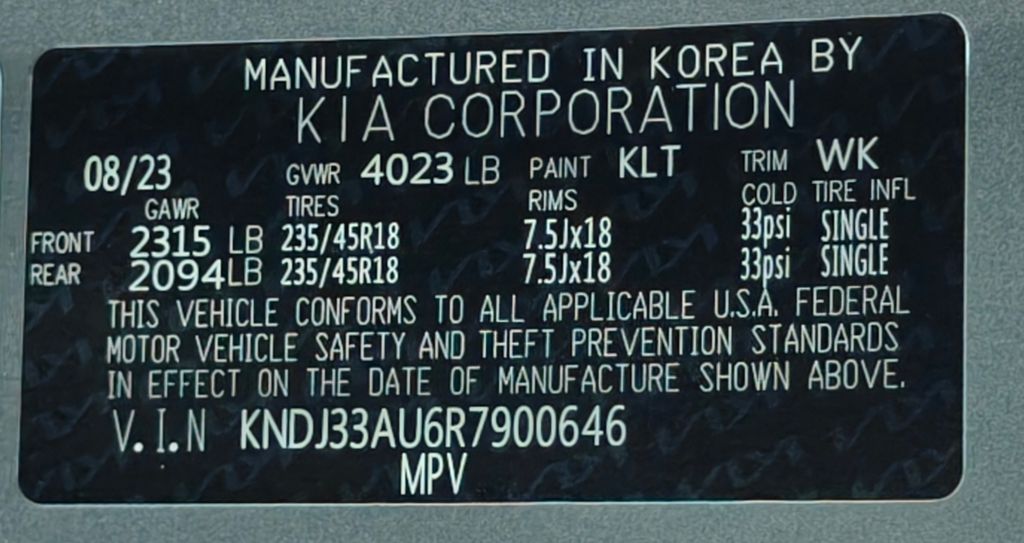 MANUFACTURED IN KOREA BY
KIA CORPORATION
08/23 GVWR 4023 LB PAINT KLT TRIM WK
GAWR TIRES RIMS COLD TIRE INFL
FRONT 2315 LB 235/45R18 7.5Jx18 33psi SINGLE
REAR 2094 LB 235/45R18 7.5Jx18 33psi SINGLE
THIS VEHICLE CONFORMS TO ALL APPLICABLE U.S.A. FEDERAL
MOTOR VEHICLE SAFETY AND THEFT PREVENTION STANDARDS
IN EFFECT ON THE DATE OF MANUFACTURE SHOWN ABOVE.
V.I.N KNDJ33AU6R7900646
MPV